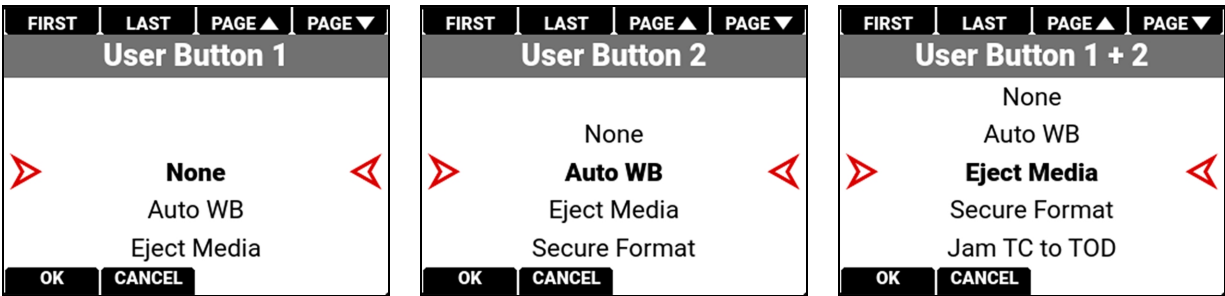 FIRST LAST PAGE▲ PAGE▼
User Button 1
None
Auto WB
Eject Media
OK CANCEL
FIRST LAST PAGE▲ PAGE▼
User Button 2
None
Auto WB
Eject Media
Secure Format
OK CANCEL
FIRST LAST PAGE▲ PAGE▼
User Button 1 + 2
None
Auto WB
Eject Media
Secure Format
Jam TC to TOD
OK CANCEL